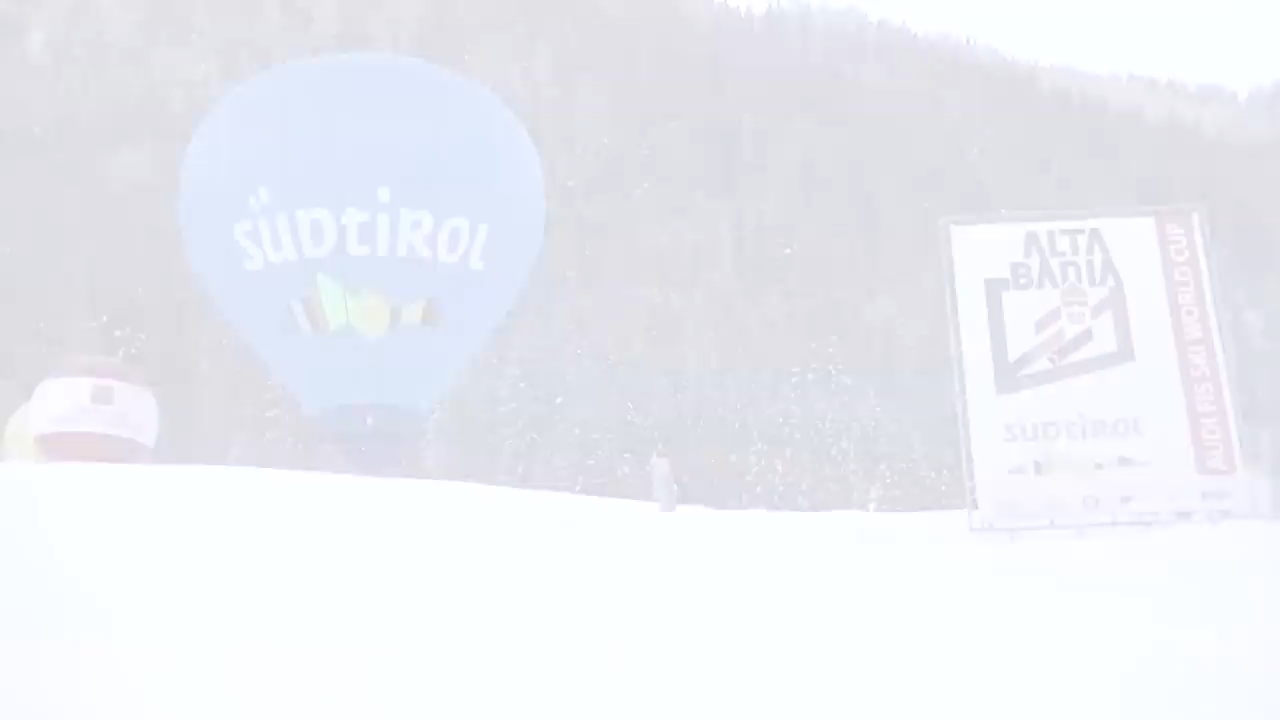 SÜDTIROL
ALTA
BADIA
AUDI FIS SKI WORLD CUP
SÜDTIROL